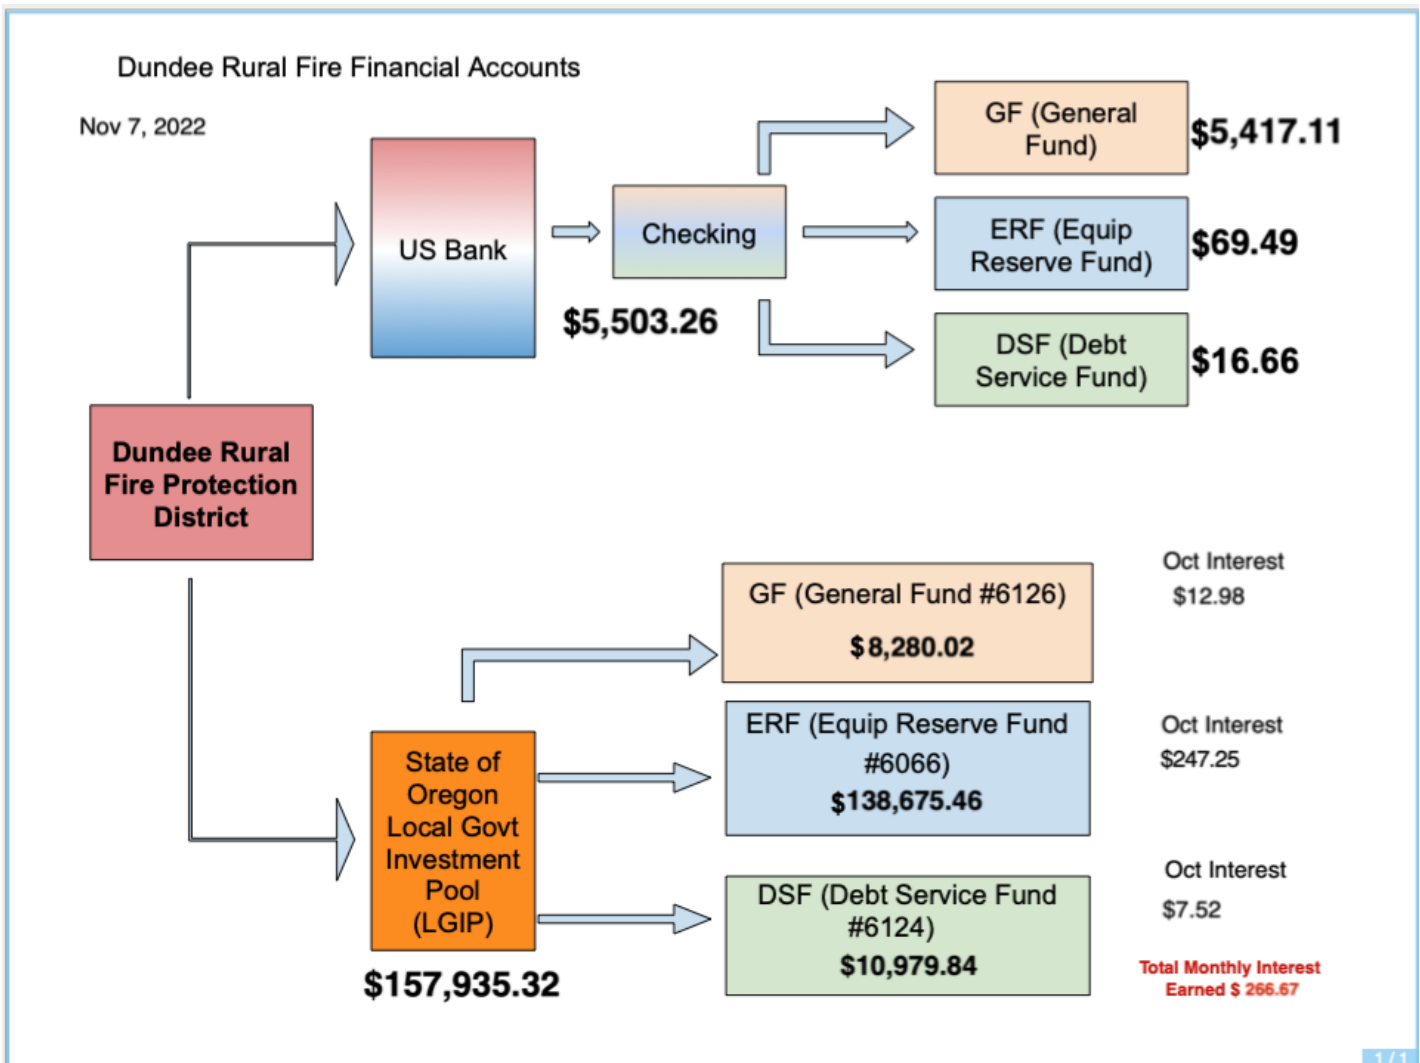 Dundee Rural Fire Financial Accounts
Nov 7, 2022
US Bank
Checking
$5,503.26
GF (General
Fund)
$5,417.11
ERF (Equip
Reserve Fund)
$69.49
DSF (Debt
Service Fund)
$16.66
Dundee Rural
Fire Protection
District
State of
Oregon
Local Govt
Investment
Pool
(LGIP)
$157,935.32
GF (General Fund #6126)
$8,280.02
Oct Interest
$12.98
ERF (Equip Reserve Fund
#6066)
$138,675.46
Oct Interest
$247.25
DSF (Debt Service Fund
#6124)
$10,979.84
Oct Interest
$7.52
Total Monthly Interest
Earned $ 266.67
1 / 1